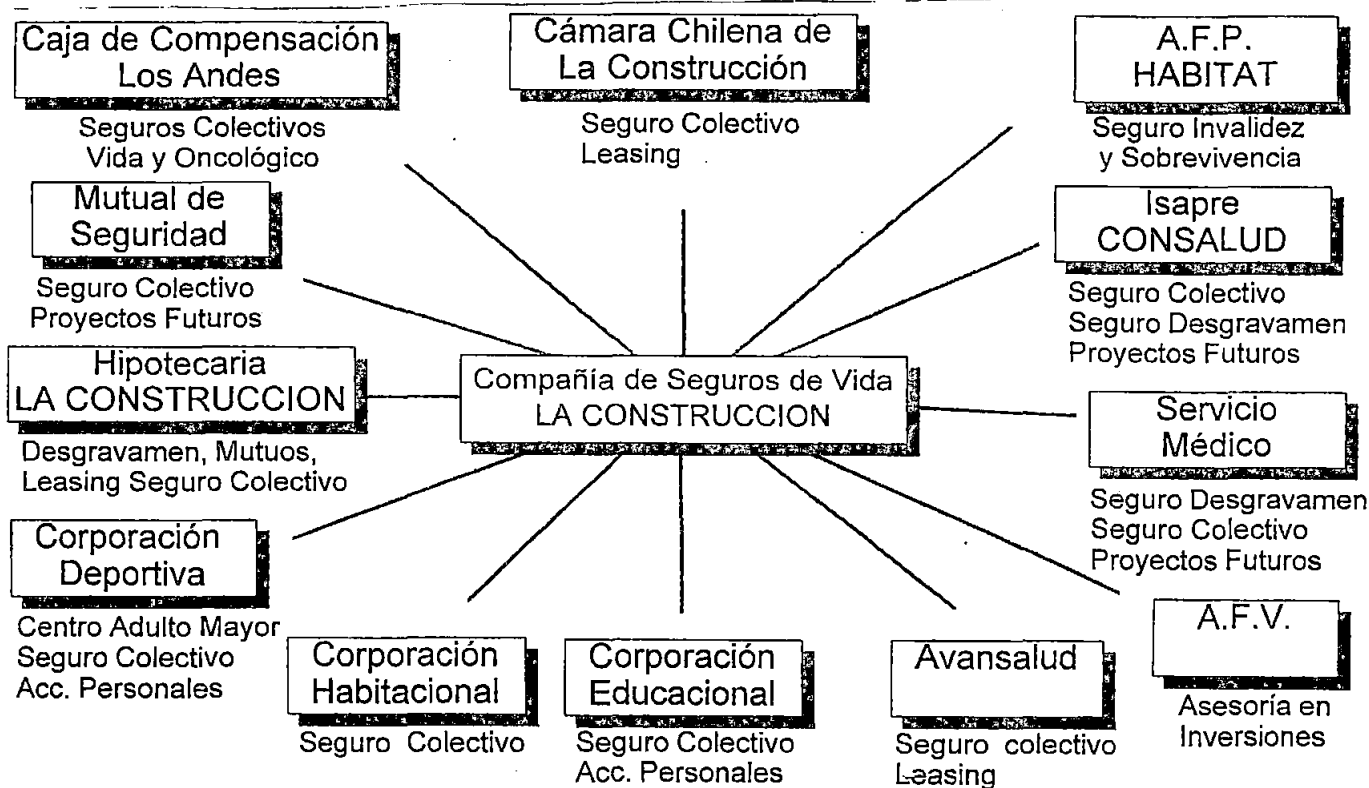 Caja de Compensación
Los Andes
Seguros Colectivos
Vida y Oncológico
Cámara Chilena de
La Construcción
Seguro Colectivo
Leasing
A.F.P.
HABITAT
Seguro Invalidez
y Sobrevivencia
Mutual de
Seguridad
Seguro Colectivo
Proyectos Futuros
Isapre
CONSALUD
Seguro Colectivo
Seguro Desgravamen
Proyectos Futuros
Hipotecaria
LA CONSTRUCCION
Desgravamen, Mutuos,
Leasing Seguro Colectivo
Compañía de Seguros de Vida
LA CONSTRUCCION
Servicio
Médico
Seguro Desgravamen
Seguro Colectivo
Proyectos Futuros
Corporación
Deportiva
Centro Adulto Mayor
Seguro Colectivo
Acc. Personales
Corporación
Habitacional
Seguro Colectivo
Corporación
Educacional
Seguro Colectivo
Acc. Personales
Avansalud
Seguro colectivo
Leasing
A.F.V.
Asesoría en
Inversiones